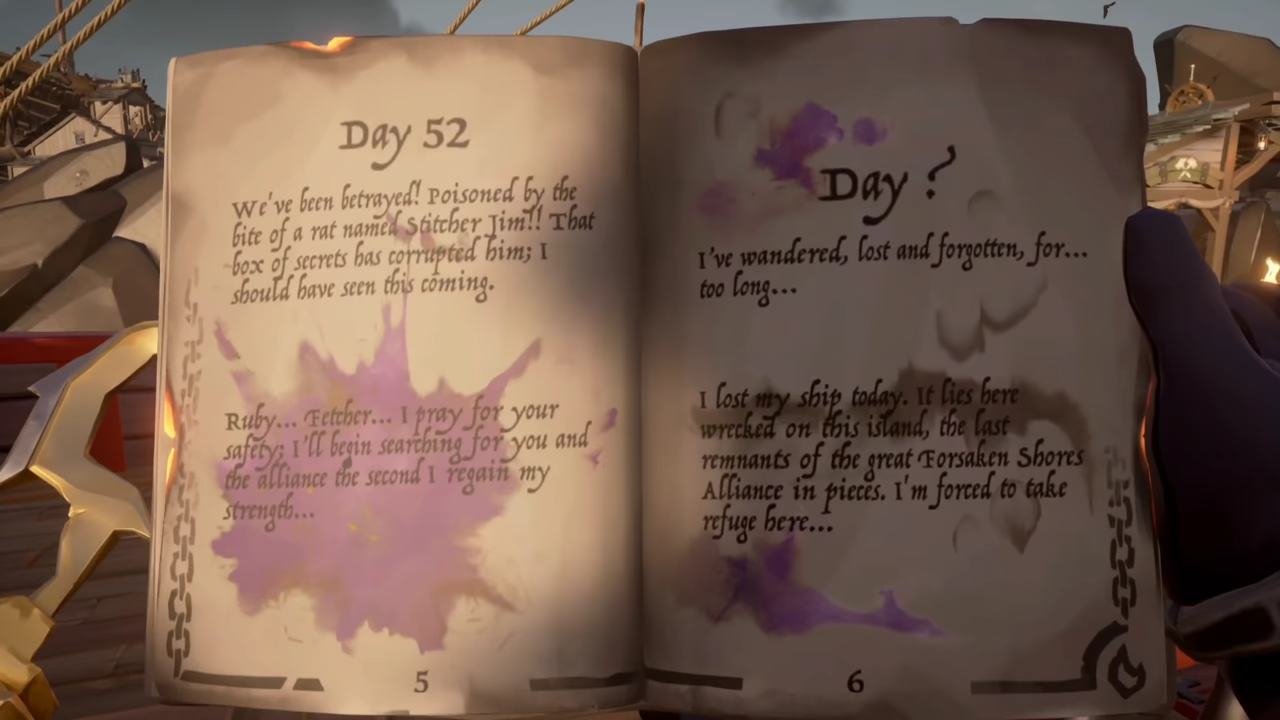 Day 52
We've been betrayed! Poisoned by the
bite of a rat named Stitcher Jim!! That
box of secrets has corrupted him; I
should have seen this coming.
Ruby... Fetcher... I pray for your
safety; I'll begin searching for you and
the alliance the second I regain my
strength...
5
Day ?
I've wandered, lost and forgotten, for...
too long...
I lost my ship today. It lies here
wrecked on this island, the last
remnants of the great Forsaken Shores
Alliance in pieces. I'm forced to take
refuge here...
6